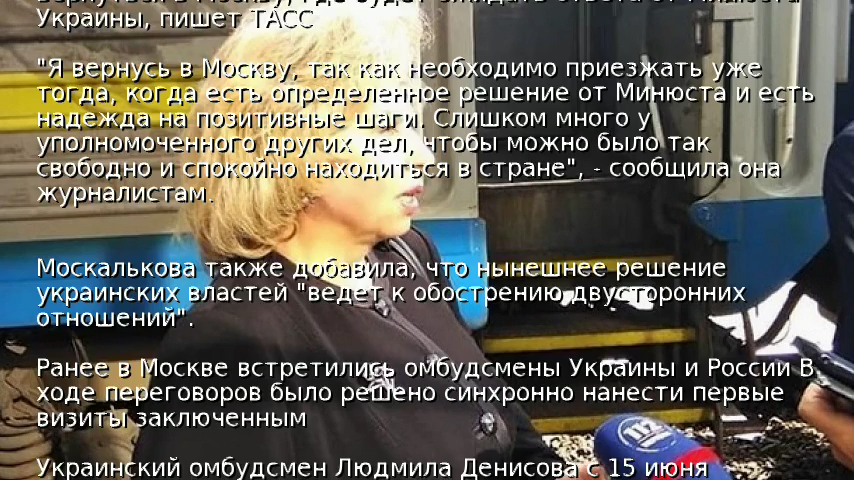 Украины, пишет ТАСС
"Я вернусь в Москву, так как необходимо приезжать уже
тогда, когда есть определенное решение от Минюста и есть
надежда на позитивные шаги. Слишком много у
уполномоченного других дел, чтобы можно было так
свободно и спокойно находиться в стране", - сообщила она
журналистам.
Москалькова также добавила, что нынешнее решение
украинских властей "ведет к обострению двусторонних
отношений".
Ранее в Москве встретились омбудсмены Украины и России В
ходе переговоров было решено синхронно нанести первые
визиты заключенным
Украинский омбудсмен Людмила Денисова с 15 июня
112